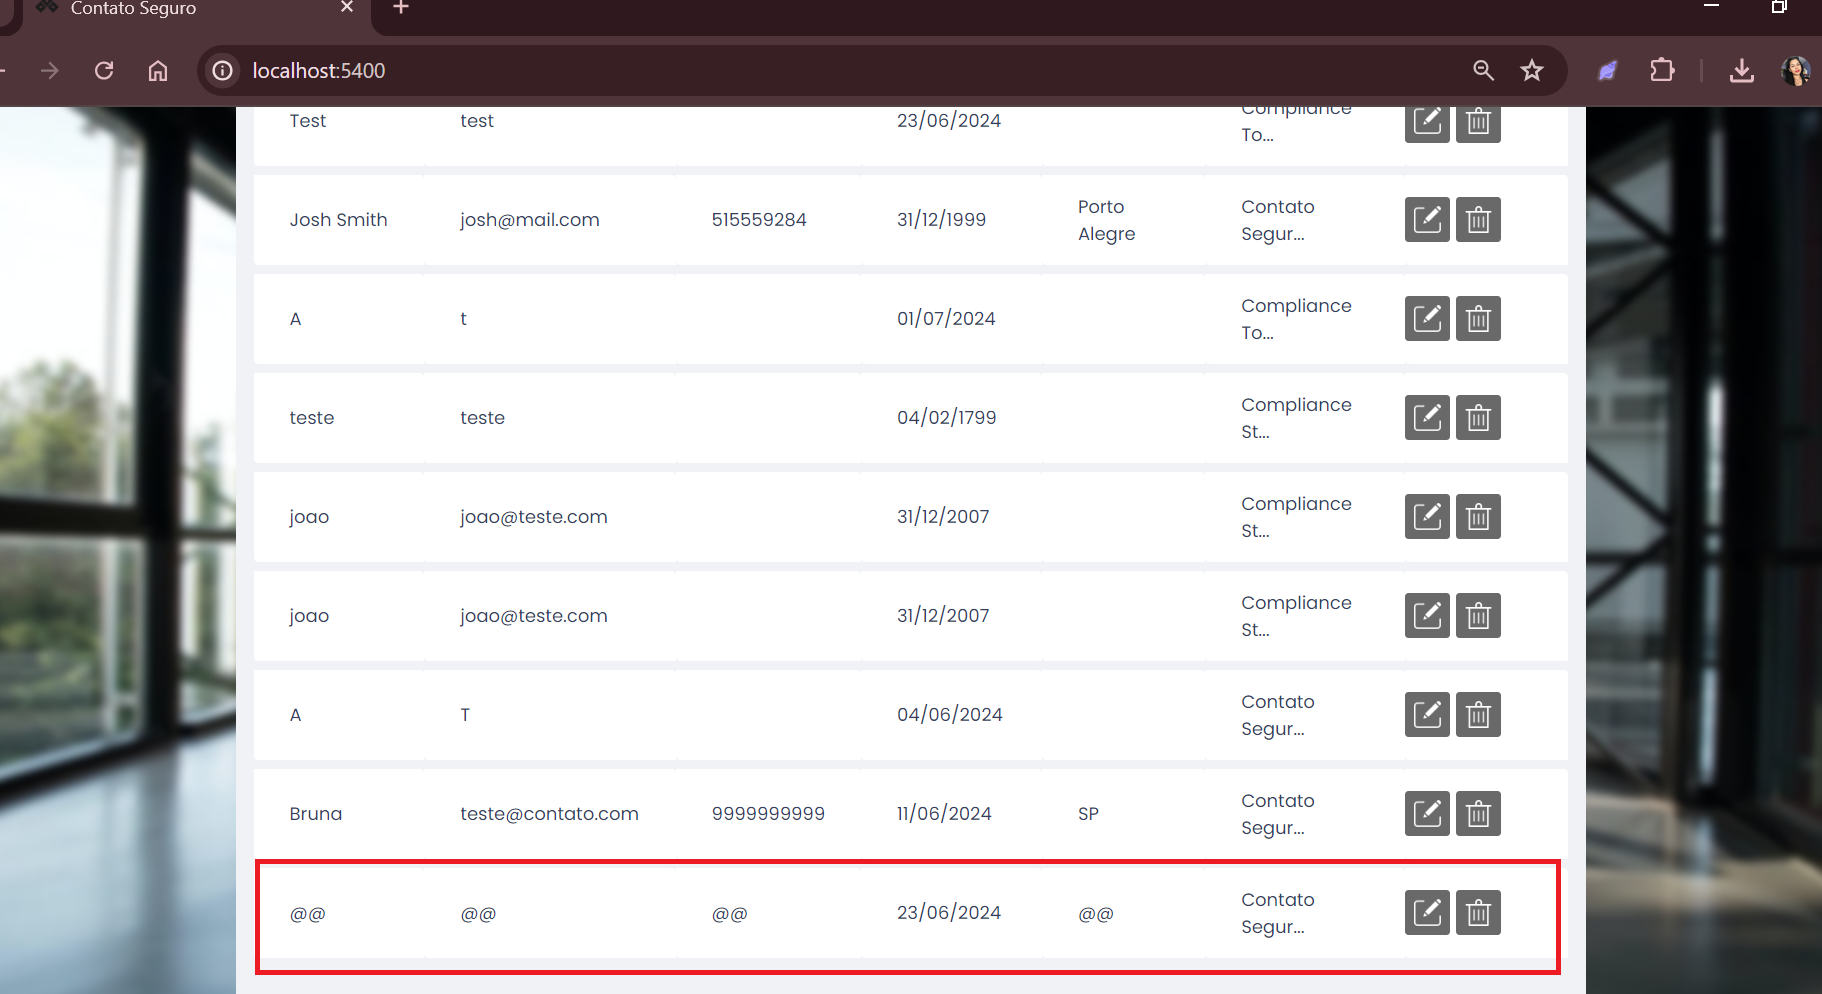 Contato Seguro
localhost:5400
Test test 23/06/2024 Compliance
To...
Josh Smith josh@mail.com 515559284 31/12/1999 Porto
Alegre Contato
Segur...
A t 01/07/2024 Compliance
To...
teste teste 04/02/1799 Compliance
St...
joao joao@teste.com 31/12/2007 Compliance
St...
joao joao@teste.com 31/12/2007 Compliance
St...
A T 04/06/2024 Contato
Segur...
Bruna teste@contato.com 9999999999 11/06/2024 SP Contato
Segur...
@@ @@ @@ 23/06/2024 @@ Contato
Segur...